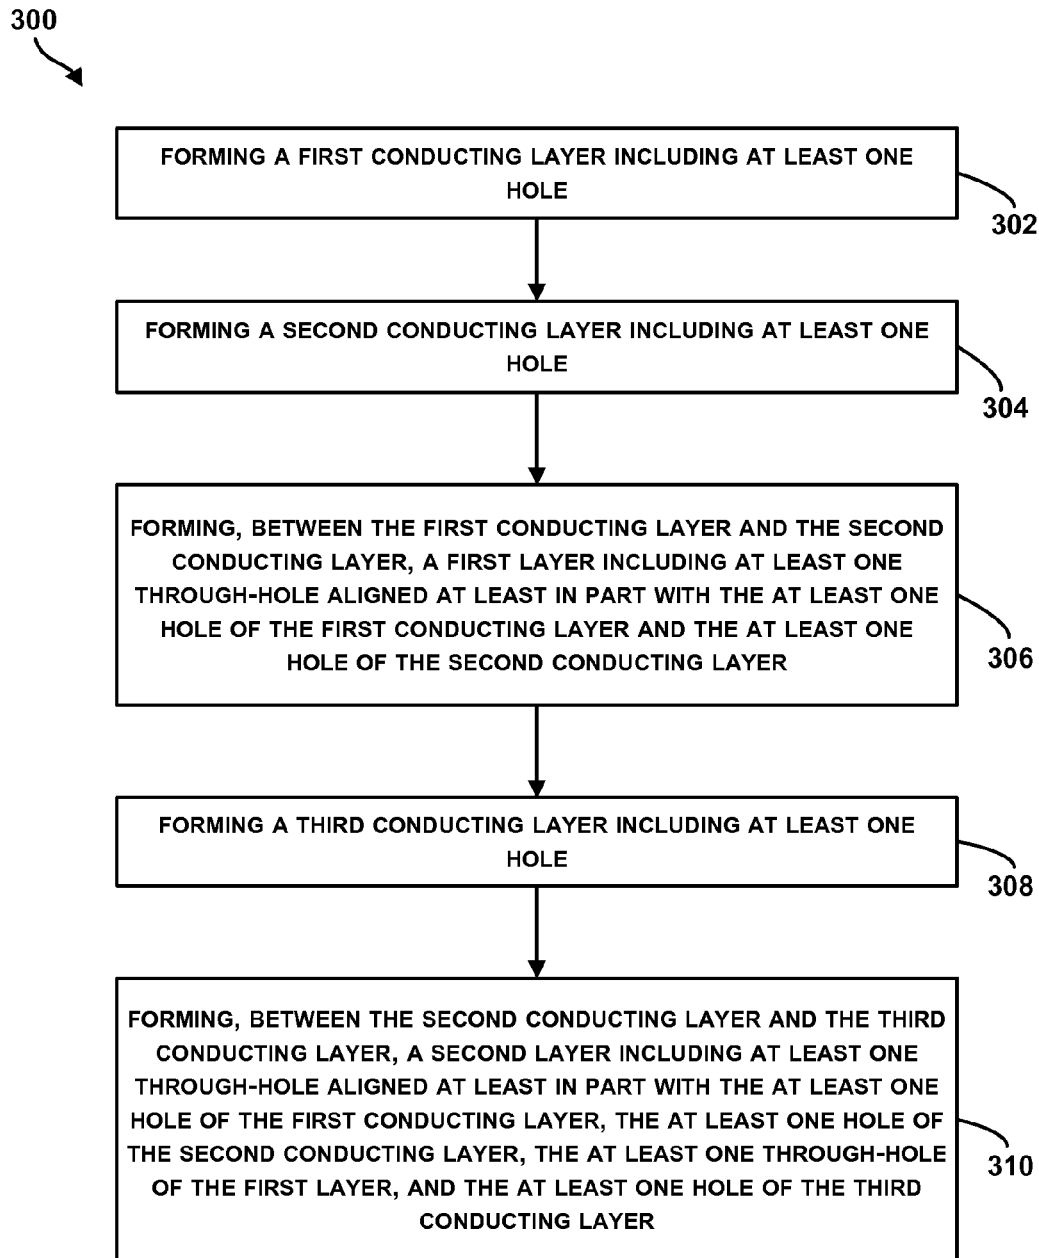 300
FORMING A FIRST CONDUCTING LAYER INCLUDING AT LEAST ONE
HOLE
302
FORMING A SECOND CONDUCTING LAYER INCLUDING AT LEAST ONE
HOLE
304
FORMING, BETWEEN THE FIRST CONDUCTING LAYER AND THE SECOND
CONDUCTING LAYER, A FIRST LAYER INCLUDING AT LEAST ONE
THROUGH-HOLE ALIGNED AT LEAST IN PART WITH THE AT LEAST ONE
HOLE OF THE FIRST CONDUCTING LAYER AND THE AT LEAST ONE
HOLE OF THE SECOND CONDUCTING LAYER
306
FORMING A THIRD CONDUCTING LAYER INCLUDING AT LEAST ONE
HOLE
308
FORMING, BETWEEN THE SECOND CONDUCTING LAYER AND THE THIRD
CONDUCTING LAYER, A SECOND LAYER INCLUDING AT LEAST ONE
THROUGH-HOLE ALIGNED AT LEAST IN PART WITH THE AT LEAST ONE
HOLE OF THE FIRST CONDUCTING LAYER, THE AT LEAST ONE HOLE OF
THE SECOND CONDUCTING LAYER, THE AT LEAST ONE THROUGH-HOLE
OF THE FIRST LAYER, AND THE AT LEAST ONE HOLE OF THE THIRD
CONDUCTING LAYER
310